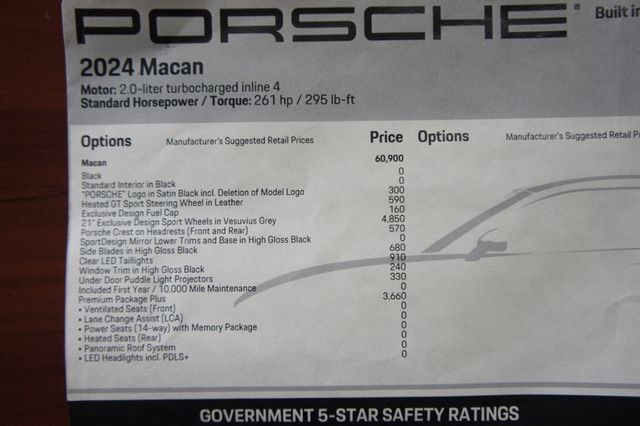 PORSCHE®
Built in
2024 Macan
Motor: 2.0-liter turbocharged inline 4
Standard Horsepower / Torque: 261 hp / 295 lb-ft
Options Manufacturer's Suggested Retail Prices Price Options Manufacturer's Suggested Retail P
Macan 60,900
Black 0
Standard Interior in Black 0
"PORSCHE" Logo in Satin Black incl. Deletion of Model Logo 300
Heated GT Sport Steering Wheel in Leather 590
Exclusive Design Fuel Cap 160
21" Exclusive Design Sport Wheels in Vesuvius Grey 4,850
Porsche Crest on Headrests (Front and Rear) 570
SportDesign Mirror Lower Trims and Base in High Gloss Black 0
Side Blades in High Gloss Black 680
Clear LED Taillights 910
Window Trim in High Gloss Black 240
Under Door Puddle Light Projectors 330
Included First Year / 10,000 Mile Maintenance 0
Premium Package Plus 3,660
• Ventilated Seats (Front) 0
• Lane Change Assist (LCA) 0
• Power Seats (14-way) with Memory Package 0
• Heated Seats (Rear) 0
• Panoramic Roof System 0
• LED Headlights incl. PDLS+ 0
GOVERNMENT 5-STAR SAFETY RATINGS